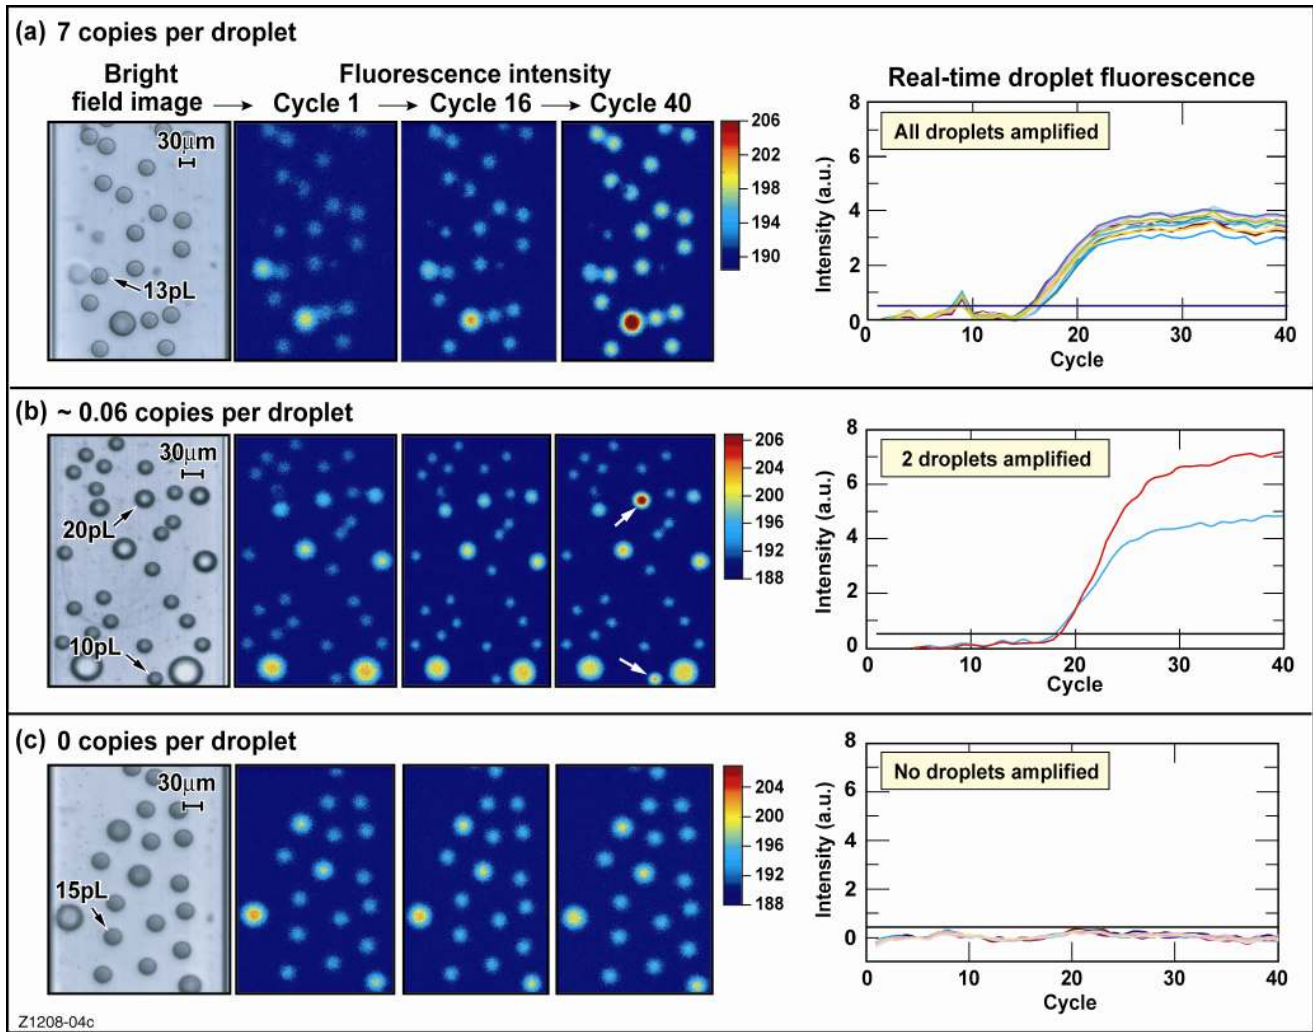 (a) 7 copies per droplet
Bright
field image
Fluorescence intensity
Cycle 1
Cycle 16
Cycle 40
Real-time droplet fluorescence
30μm
13pL
206
202
198
194
190
All droplets amplified
Intensity (a.u.)
8
6
4
2
0
0 10 20 30 40
Cycle
(b) ~ 0.06 copies per droplet
30μm
20pL
10pL
206
204
200
196
192
188
2 droplets amplified
Intensity (a.u.)
8
6
4
2
0
0 10 20 30 40
Cycle
(c) 0 copies per droplet
30μm
15pL
204
200
196
192
188
No droplets amplified
Intensity (a.u.)
8
6
4
2
0
0 10 20 30 40
Cycle
Z1208-04c